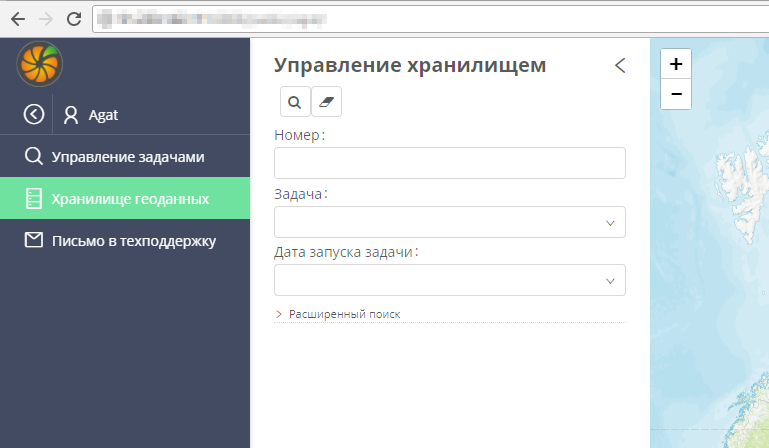 Agat
Управление задачами
Хранилище геоданных
Письмо в техподдержку
Управление хранилищем
Номер:
Задача:
Дата запуска задачи:
Расширенный поиск
+
−